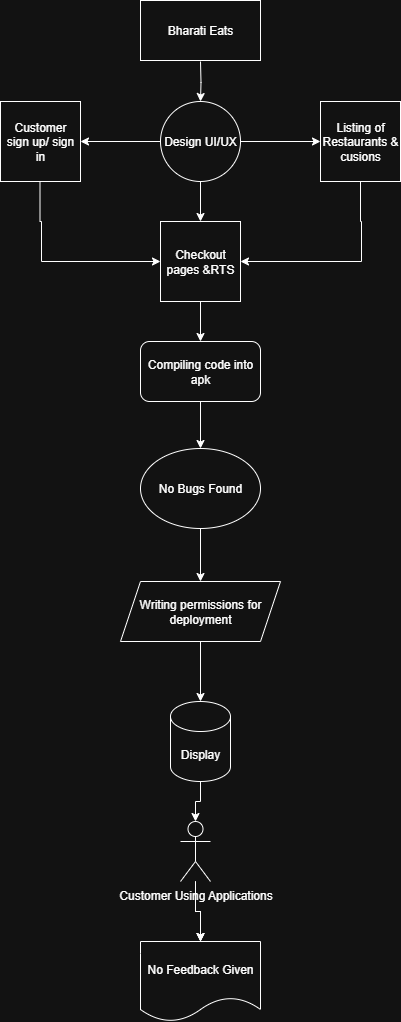 Bharati Eats
Customer
sign up/ sign
in
Design UI/UX
Listing of
Restaurants &
cusions
Checkout
pages &RTS
Compiling code into
apk
No Bugs Found
Writing permissions for
deployment
Display
Customer Using Applications
No Feedback Given